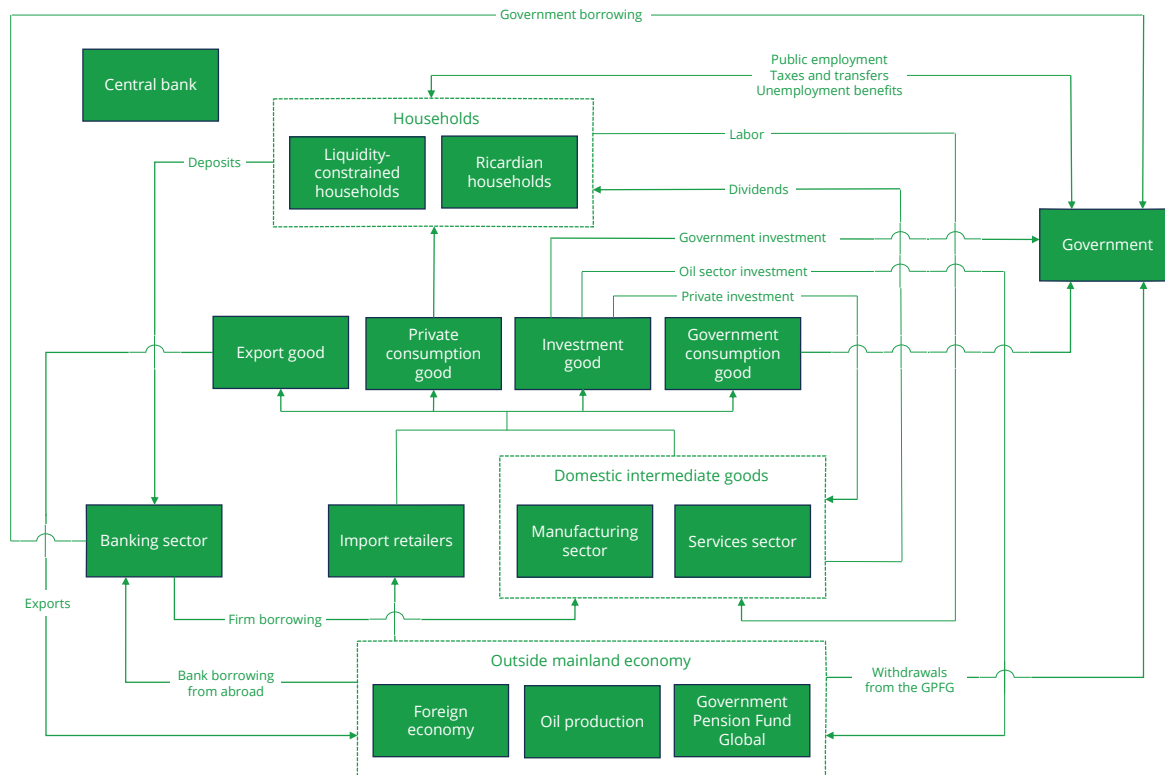 Government borrowing
Central bank
Public employment
Taxes and transfers
Unemployment benefits
Households
Labor
Liquidity-
constrained
households
Ricardian
households
Deposits
Dividends
Government investment
Government
Oil sector investment
Private investment
Export good
Private
consumption
good
Investment
good
Government
consumption
good
Domestic intermediate goods
Banking sector
Import retailers
Manufacturing
sector
Services sector
Exports
Firm borrowing
Outside mainland economy
Bank borrowing
from abroad
Withdrawals
from the GPFG
Foreign
economy
Oil production
Government
Pension Fund
Global